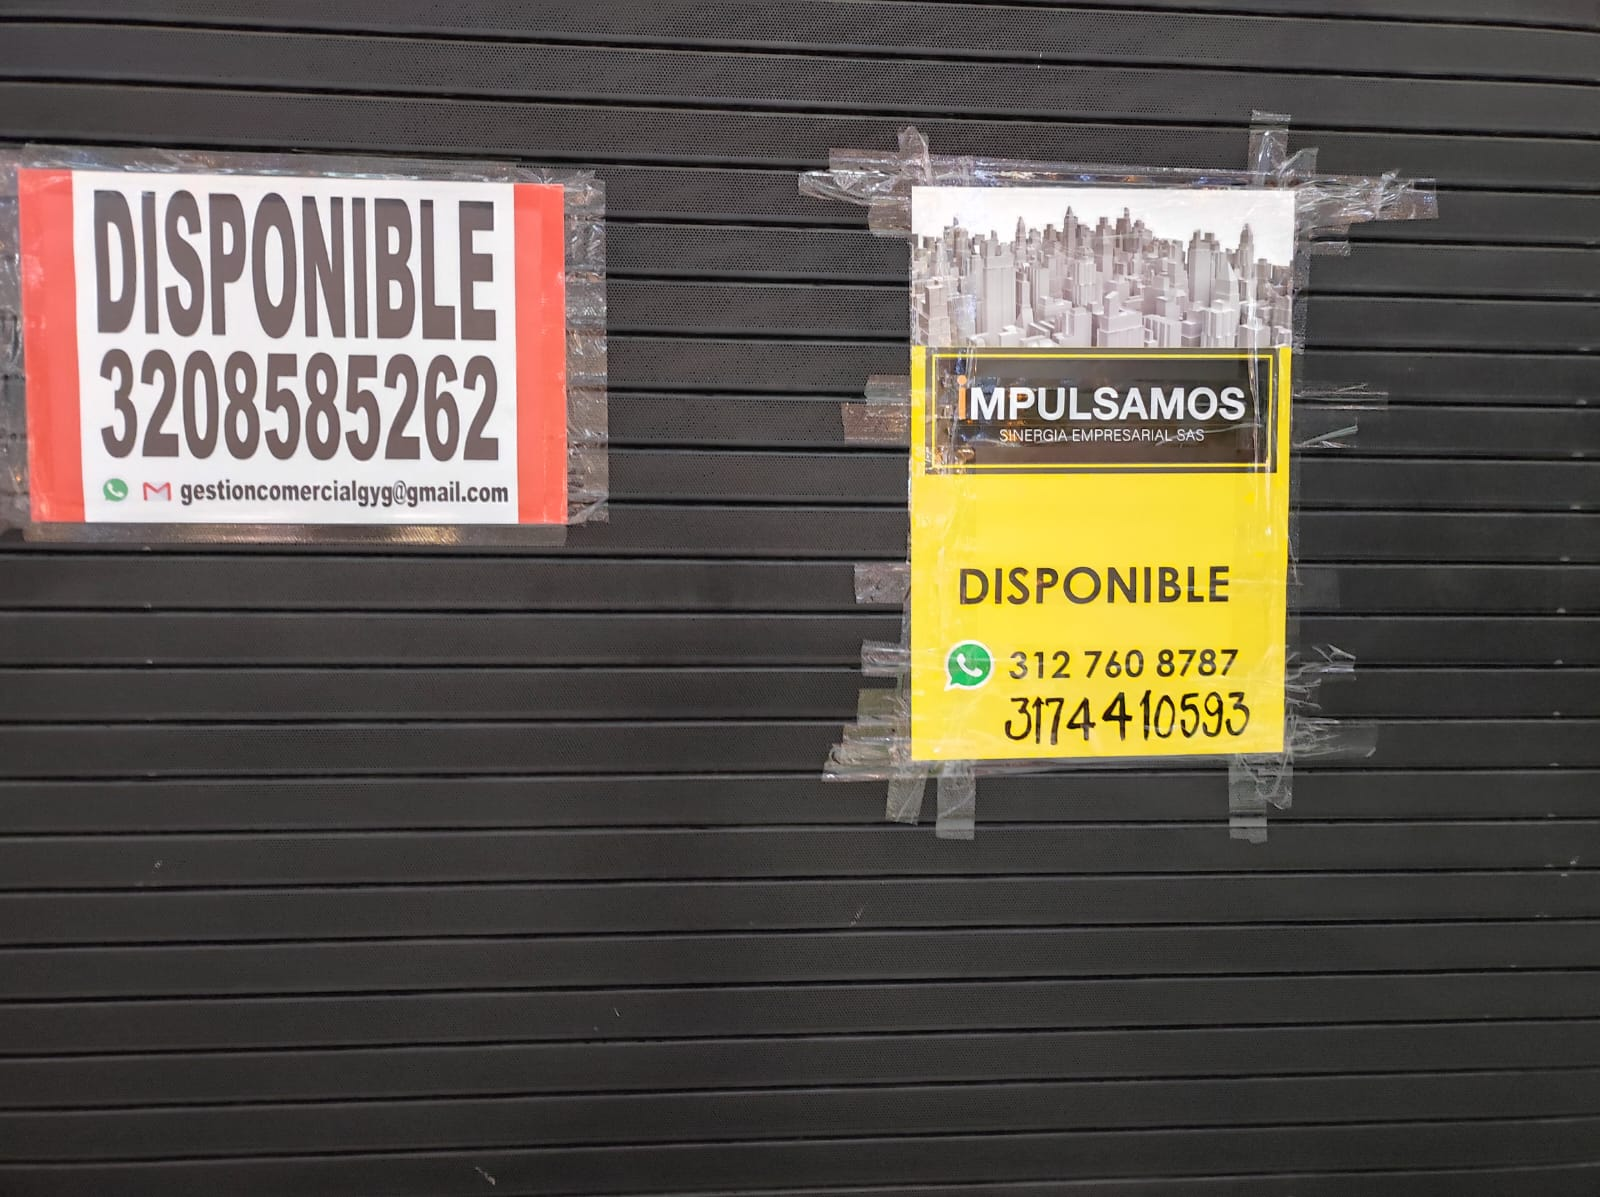 DISPONIBLE
3208585262
gestioncomercialgyg@gmail.com
iMPULSAMOS
SINERGIA EMPRESARIAL SAS
DISPONIBLE
312 760 8787
3174410593